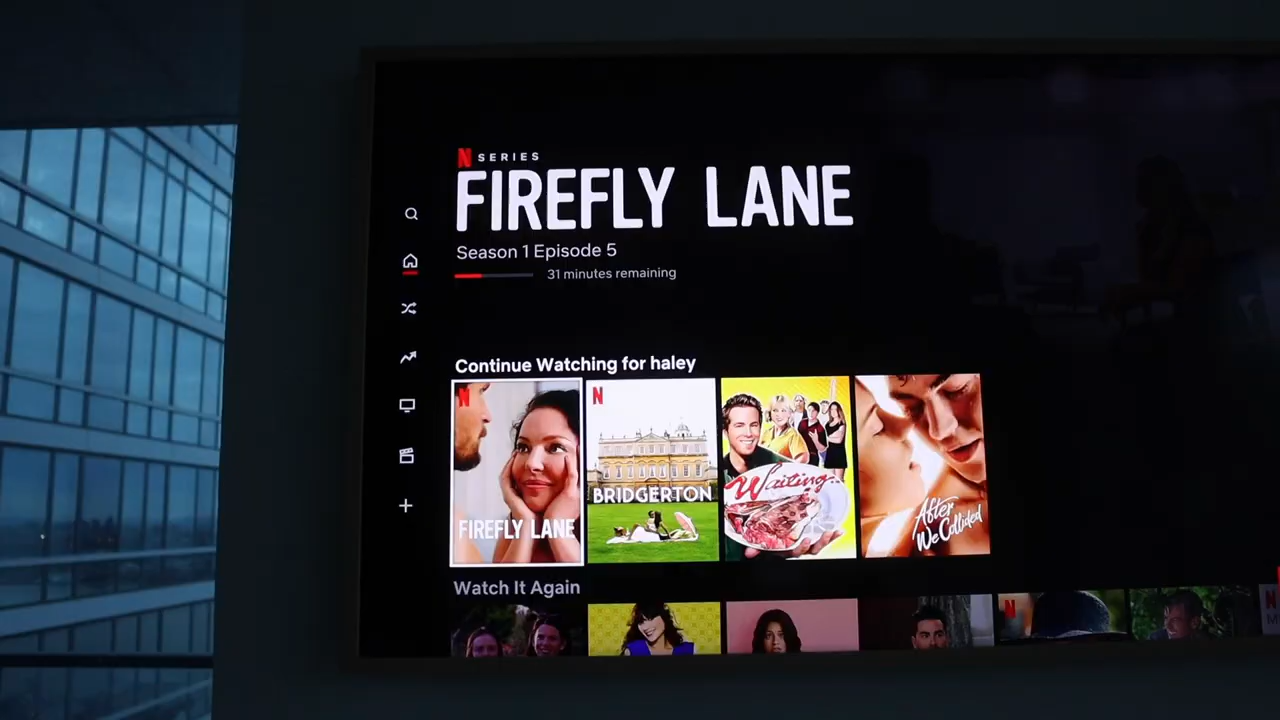 N SERIES
FIREFLY LANE
Season 1 Episode 5
31 minutes remaining
Continue Watching for haley
N
FIREFLY LANE
N
BRIDGERTON
Waiting...
After
We Collided
Watch It Again
N
N